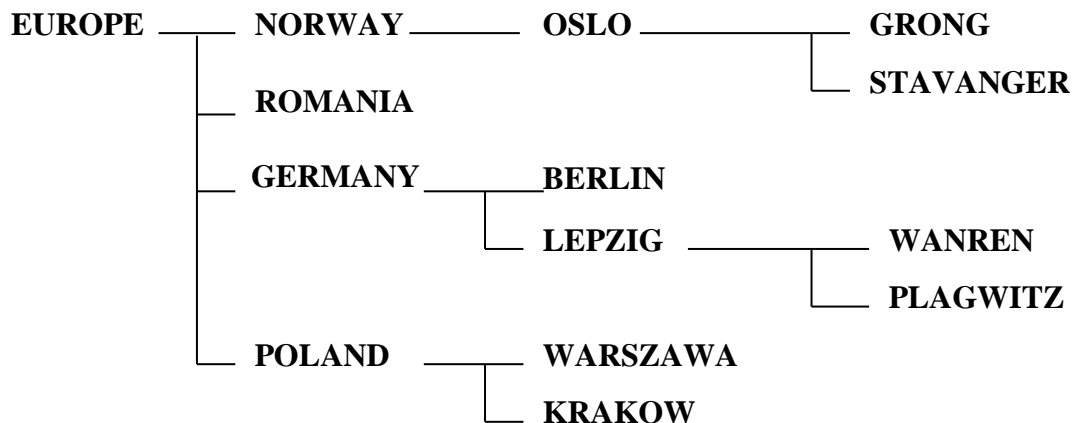 EUROPE NORWAY OSLO GRONG
STAVANGER
ROMANIA
GERMANY BERLIN
LEPZIG WANREN
PLAGWITZ
POLAND WARSZAWA
KRAKOW